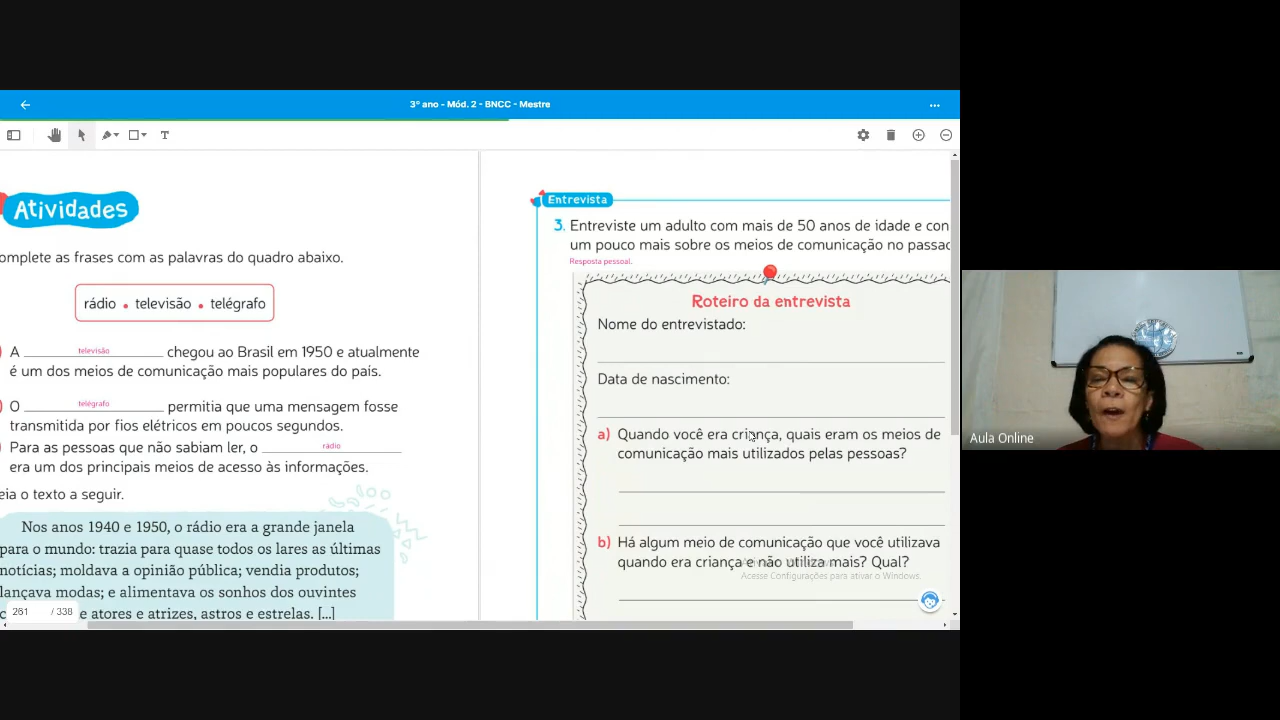 3º ano - Mód. 2 - BNCC - Mestre
T
Atividades
omplete as frases com as palavras do quadro abaixo.
rádio • televisão • telégrafo
) A televisão chegou ao Brasil em 1950 e atualmente
é um dos meios de comunicação mais populares do país.
) O telégrafo permitia que uma mensagem fosse
transmitida por fios elétricos em poucos segundos.
) Para as pessoas que não sabiam ler, o rádio
era um dos principais meios de acesso às informações.
eia o texto a seguir.
Nos anos 1940 e 1950, o rádio era a grande janela
para o mundo: trazia para quase todos os lares as últimas
notícias; moldava a opinião pública; vendia produtos;
lançava modas; e alimentava os sonhos dos ouvintes
e atores e atrizes, astros e estrelas. [...]
261 / 338
Entrevista
3. Entreviste um adulto com mais de 50 anos de idade e con
um pouco mais sobre os meios de comunicação no passad
Resposta pessoal.
Roteiro da entrevista
Nome do entrevistado:
Data de nascimento:
a) Quando você era criança, quais eram os meios de
comunicação mais utilizados pelas pessoas?
b) Há algum meio de comunicação que você utilizava
quando era criança e não utiliza mais? Qual?
Acesse Configurações para ativar o Windows.
Aula Online